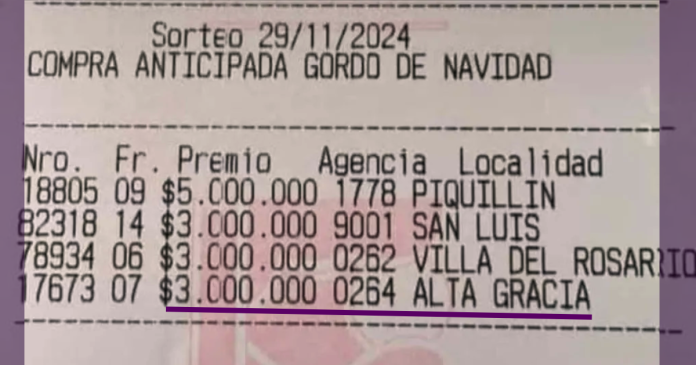 Sorteo 29/11/2024
COMPRA ANTICIPADA GORDO DE NAVIDAD
Nro. Fr. Premio Agencia Localidad
18805 09 $5.000.000 1778 PIQUILLIN
82318 14 $3.000.000 9001 SAN LUIS
78934 06 $3.000.000 0262 VILLA DEL ROSARIO
17673 07 $3.000.000 0264 ALTA GRACIA